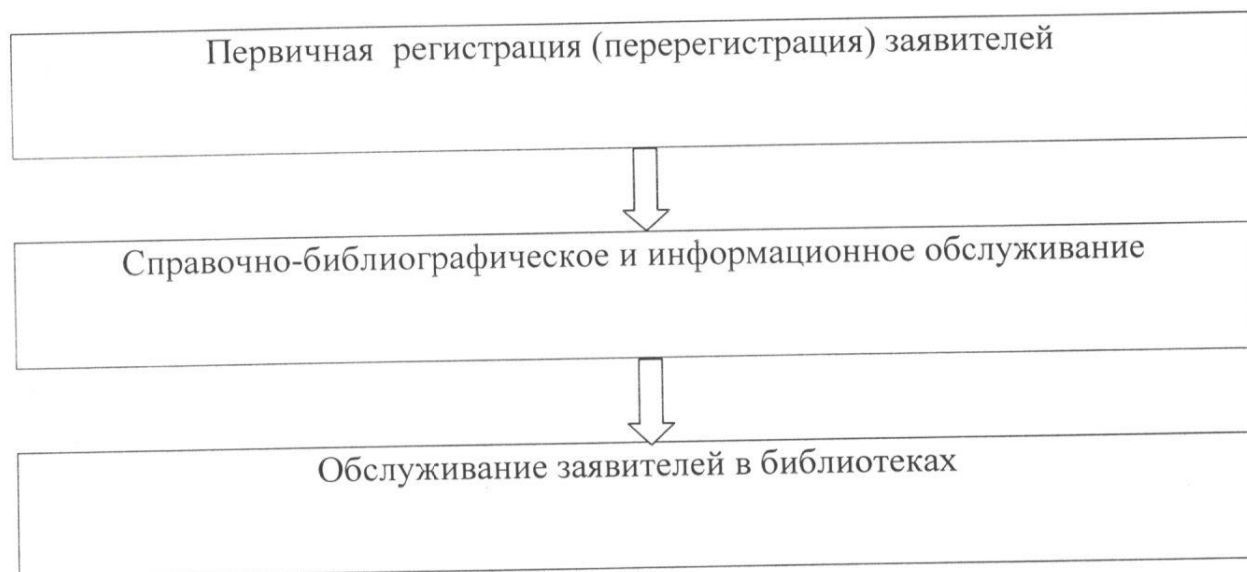 Первичная регистрация (перерегистрация) заявителей
Справочно-библиографическое и информационное обслуживание
Обслуживание заявителей в библиотеках